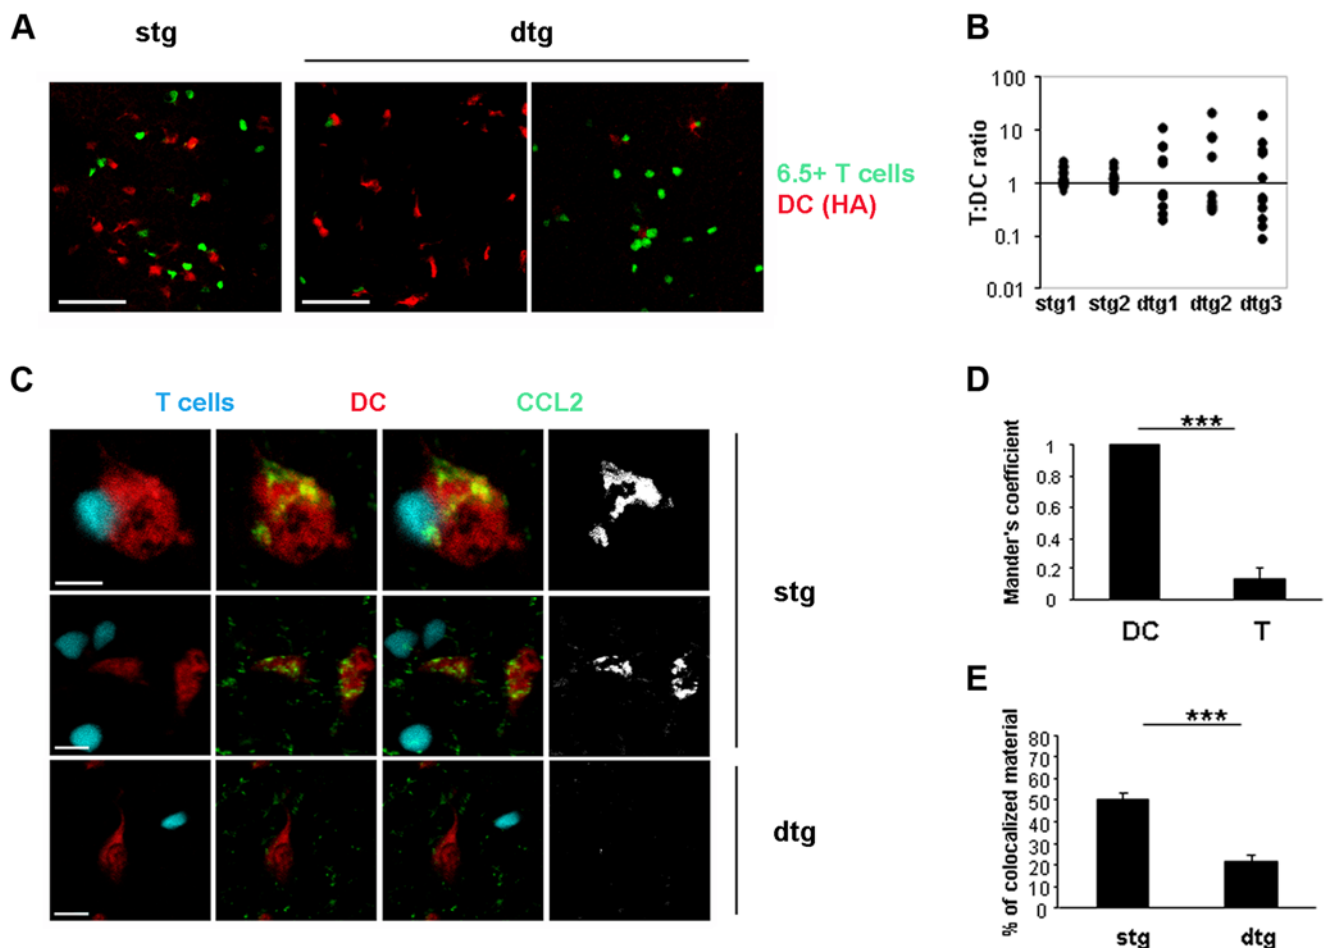 A
stg
dtg
6.5+ T cells
DC (HA)
B
T:DC ratio
100
10
1
0.1
0.01
stg1 stg2 dtg1 dtg2 dtg3
C
T cells DC CCL2
stg
dtg
D
Mander's coefficient
***
1
0.8
0.6
0.4
0.2
0
DC T
E
% of colocalized material
***
80
70
60
50
40
30
20
10
0
stg dtg